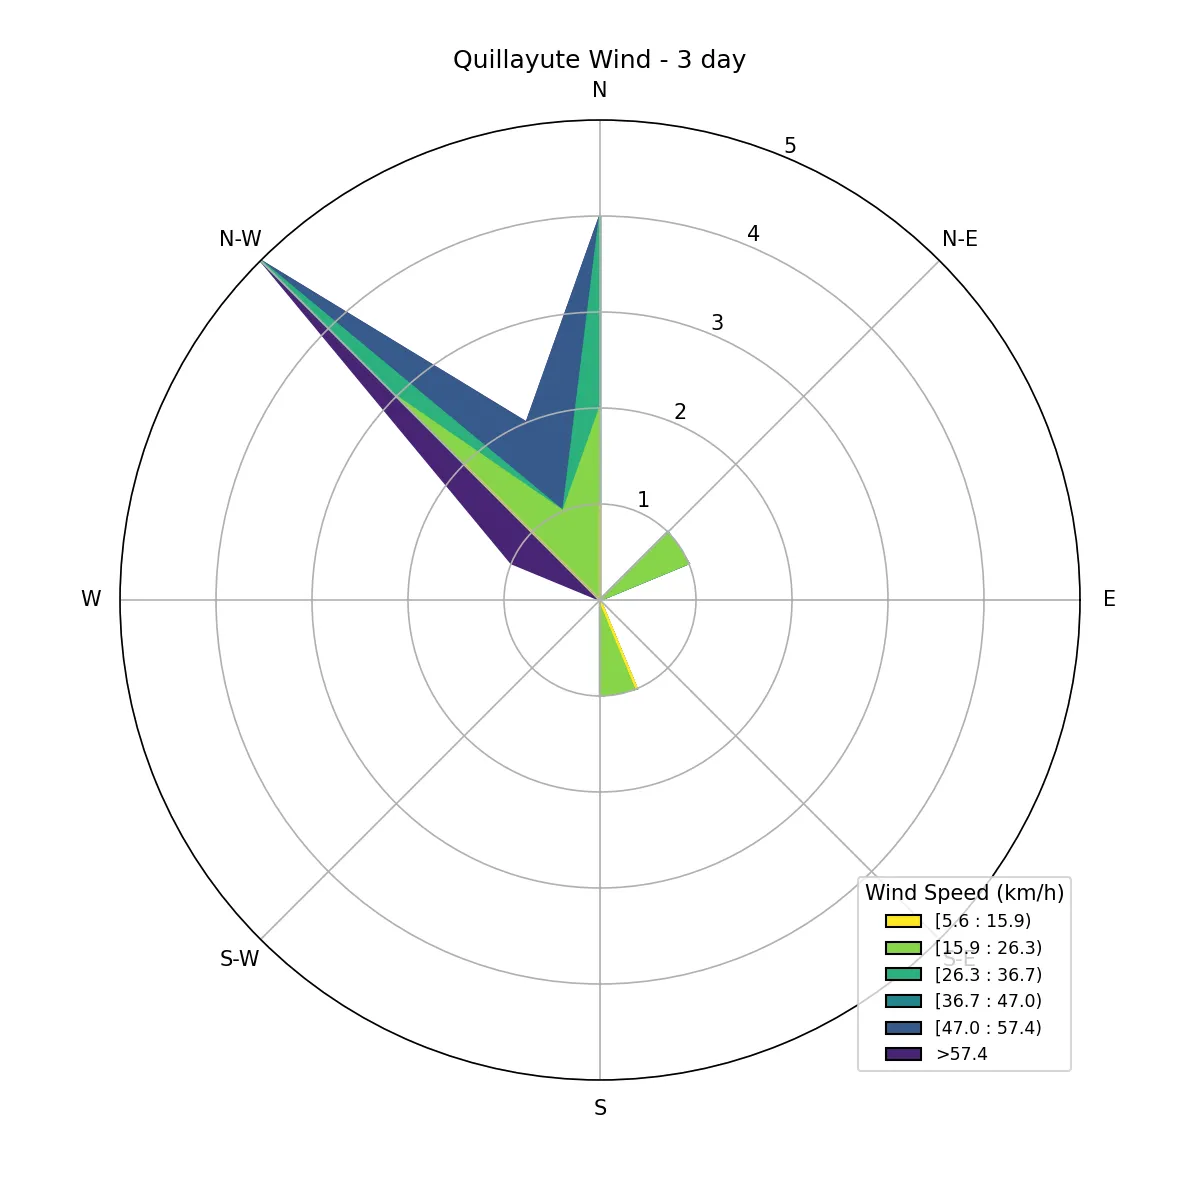 Quillayute Wind - 3 day
N
5
N-W
4
N-E
3
2
1
W
E
Wind Speed (km/h)
[5.6 : 15.9)
[15.9 : 26.3)
S-W
S-E
[26.3 : 36.7)
[36.7 : 47.0)
[47.0 : 57.4)
>57.4
S